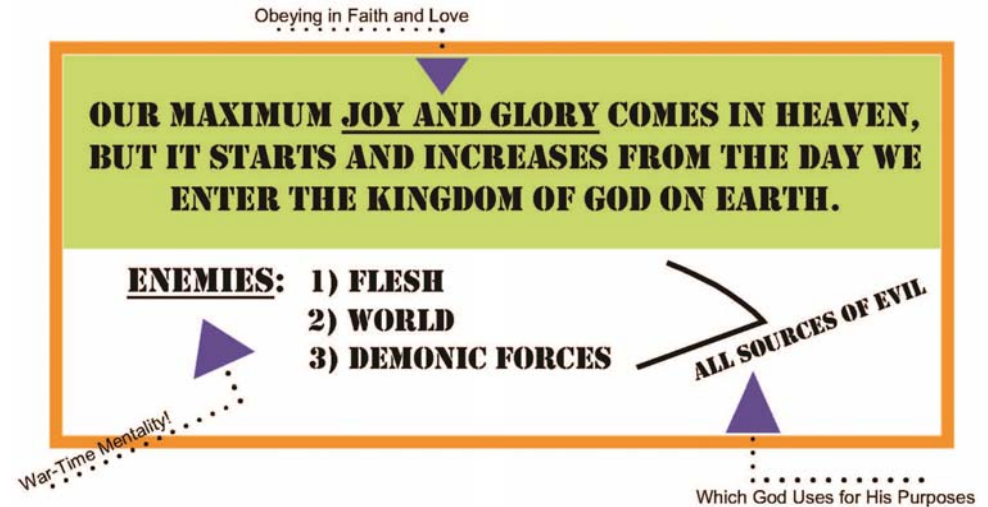 Obeying in Faith and Love
OUR MAXIMUM JOY AND GLORY COMES IN HEAVEN,
BUT IT STARTS AND INCREASES FROM THE DAY WE
ENTER THE KINGDOM OF GOD ON EARTH.
ENEMIES: 1) FLESH
2) WORLD
3) DEMONIC FORCES
ALL SOURCES OF EVIL
War-Time Mentality!
Which God Uses for His Purposes